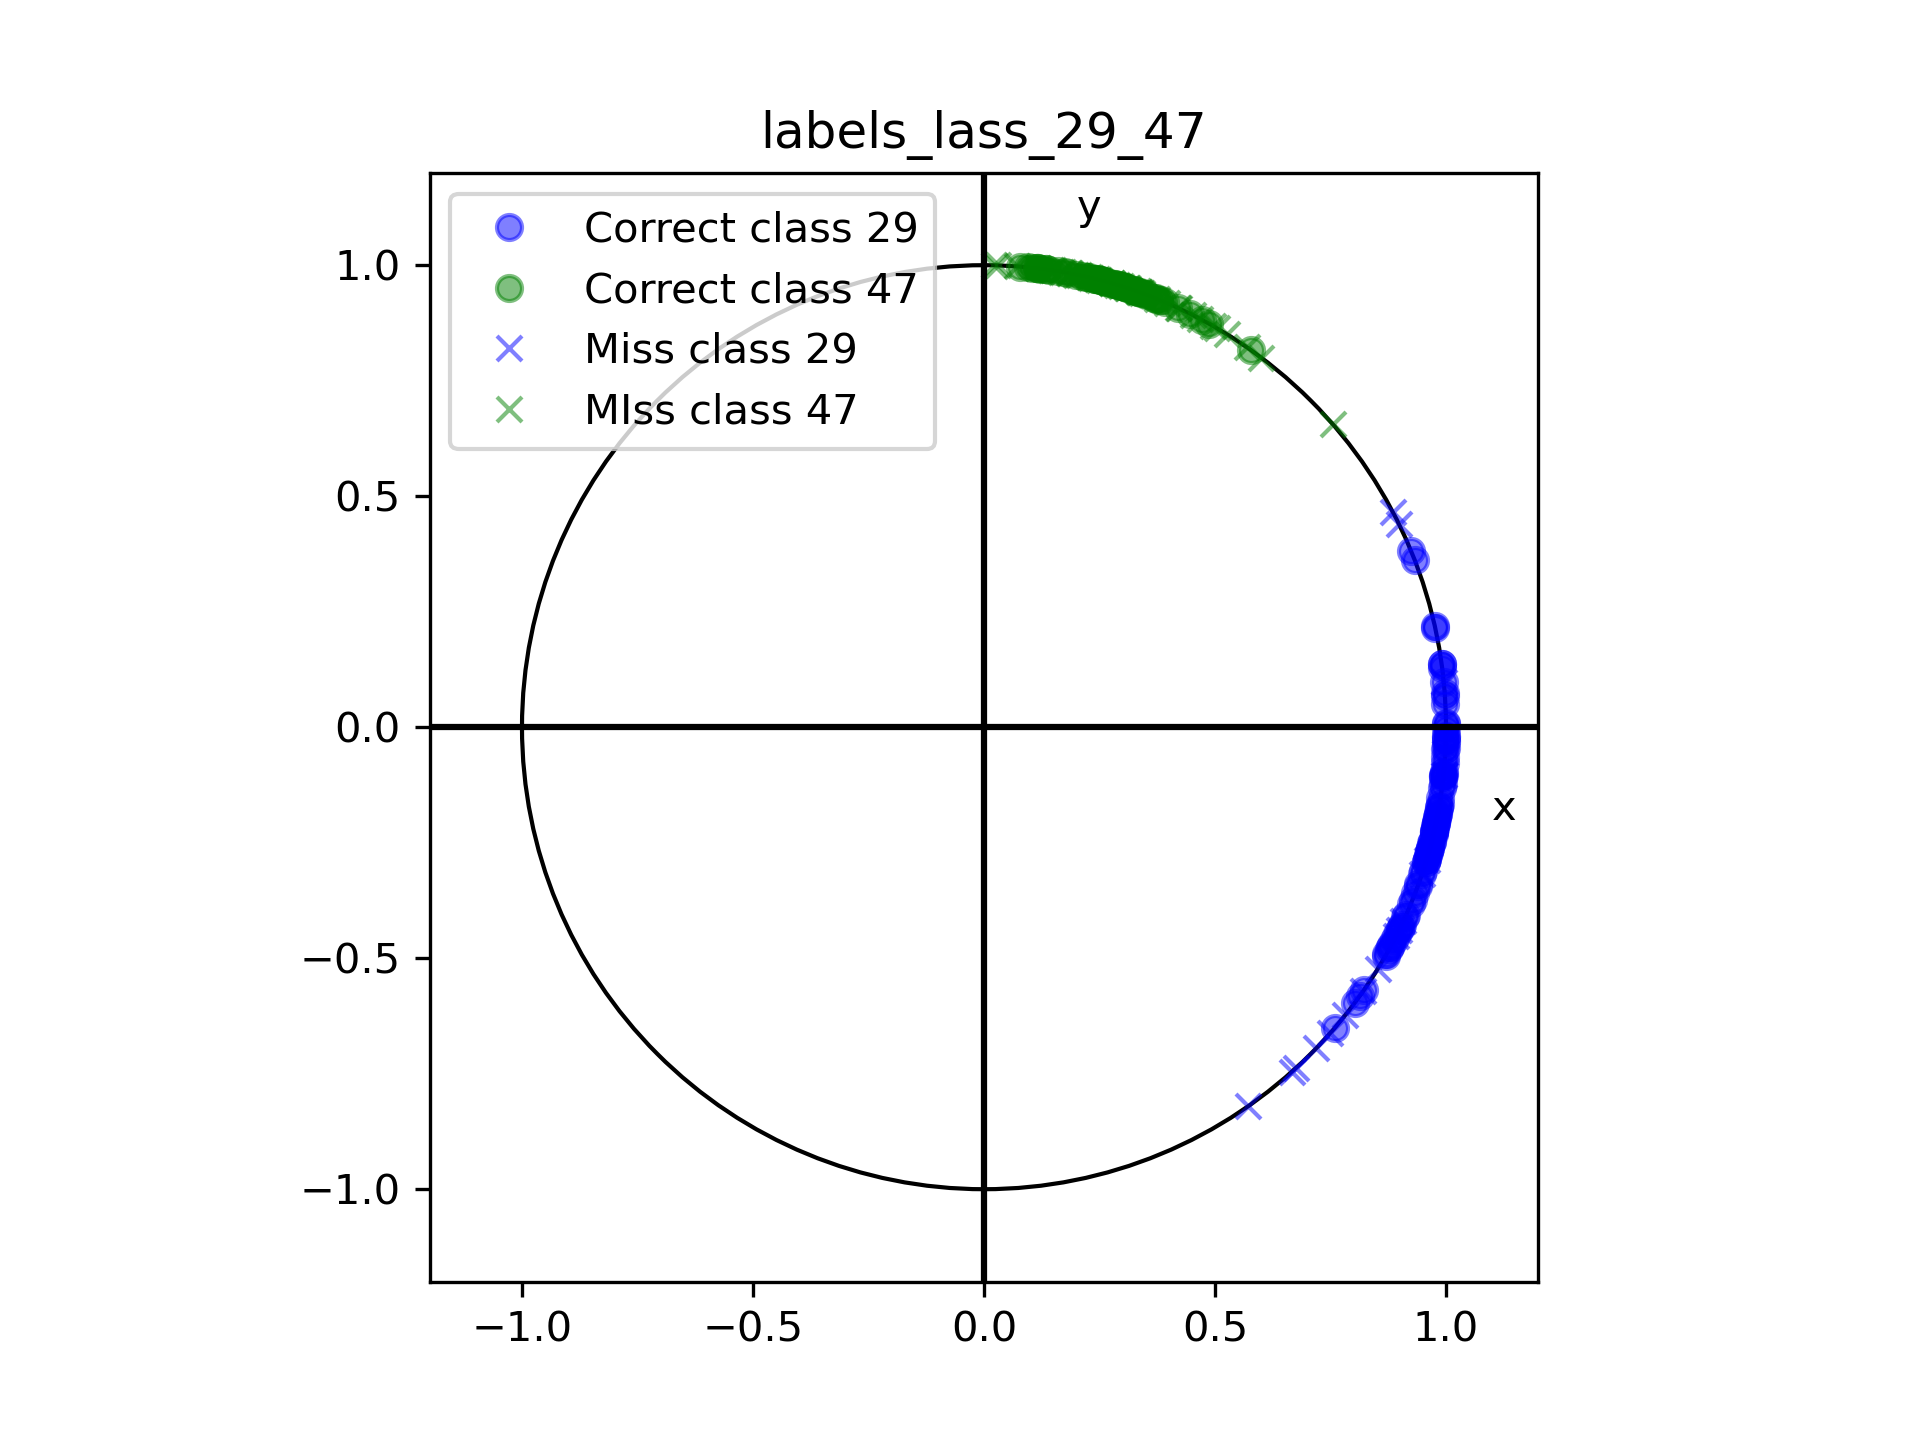 labels_lass_29_47
Correct class 29
Correct class 47
Miss class 29
MIss class 47
y
x
1.0
0.5
0.0
−0.5
−1.0
−1.0
−0.5
0.0
0.5
1.0